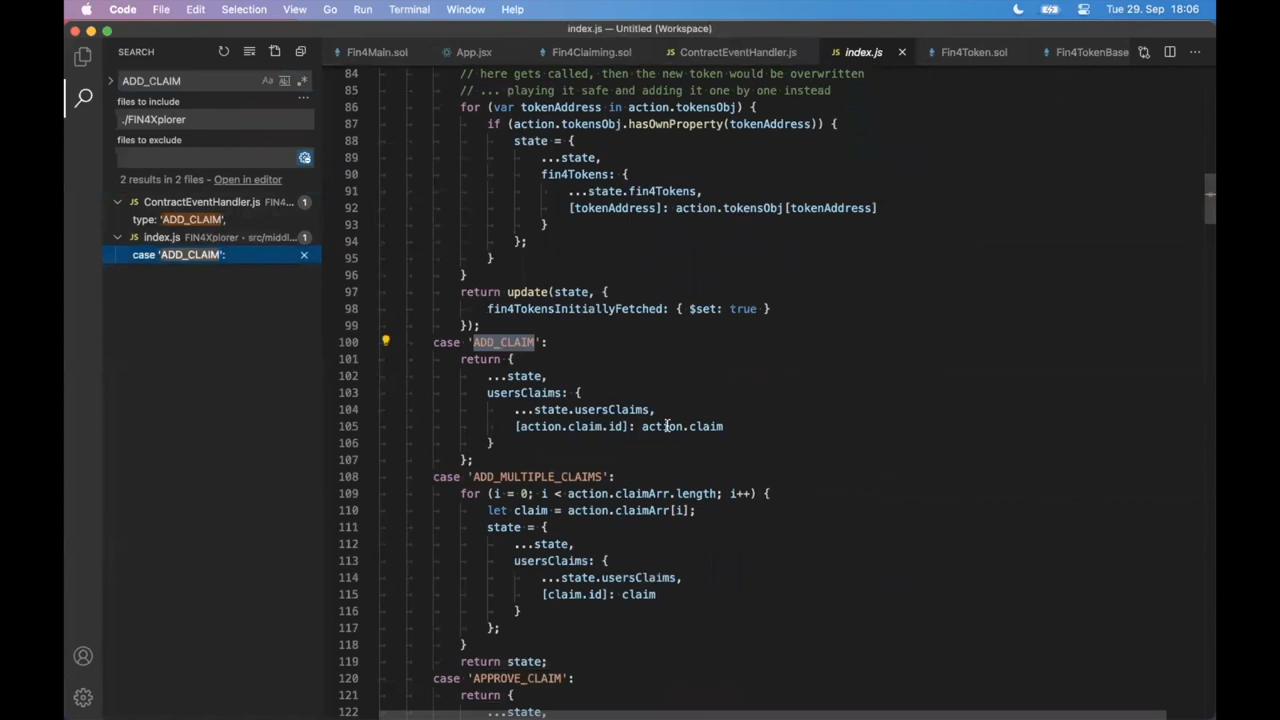 Code File Edit Selection View Go Run Terminal Window Help Tue 29. Sep 18:06
index.js — Untitled (Workspace)
SEARCH
Fin4Main.sol App.jsx Fin4Claiming.sol ContractEventHandler.js index.js Fin4Token.sol Fin4TokenBase
ADD_CLAIM
files to include
./FIN4Xplorer
files to exclude
2 results in 2 files - Open in editor
ContractEventHandler.js FIN4... 1
type: 'ADD_CLAIM',
index.js FIN4Xplorer • src/middl... 1
case 'ADD_CLAIM':
84 // here gets called, then the new token would be overwritten
85 // ... playing it safe and adding it one by one instead
86 for (var tokenAddress in action.tokensObj) {
87 if (action.tokensObj.hasOwnProperty(tokenAddress)) {
88 state = {
89 ...state,
90 fin4Tokens: {
91 ...state.fin4Tokens,
92 [tokenAddress]: action.tokensObj[tokenAddress]
93 }
94 };
95 }
96 }
97 return update(state, {
98 fin4TokensInitiallyFetched: { $set: true }
99 });
100 case 'ADD_CLAIM':
101 return {
102 ...state,
103 usersClaims: {
104 ...state.usersClaims,
105 [action.claim.id]: action.claim
106 }
107 };
108 case 'ADD_MULTIPLE_CLAIMS':
109 for (i = 0; i < action.claimArr.length; i++) {
110 let claim = action.claimArr[i];
111 state = {
112 ...state,
113 usersClaims: {
114 ...state.usersClaims,
115 [claim.id]: claim
116 }
117 };
118 }
119 return state;
120 case 'APPROVE_CLAIM':
121 return {
122 ...state,